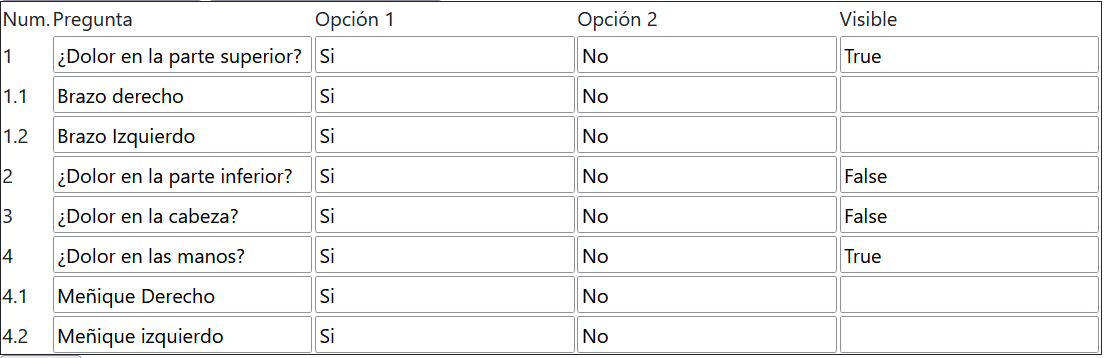 Num. Pregunta Opción 1 Opción 2 Visible
1 ¿Dolor en la parte superior? Si No True
1.1 Brazo derecho Si No
1.2 Brazo Izquierdo Si No
2 ¿Dolor en la parte inferior? Si No False
3 ¿Dolor en la cabeza? Si No False
4 ¿Dolor en las manos? Si No True
4.1 Meñique Derecho Si No
4.2 Meñique izquierdo Si No